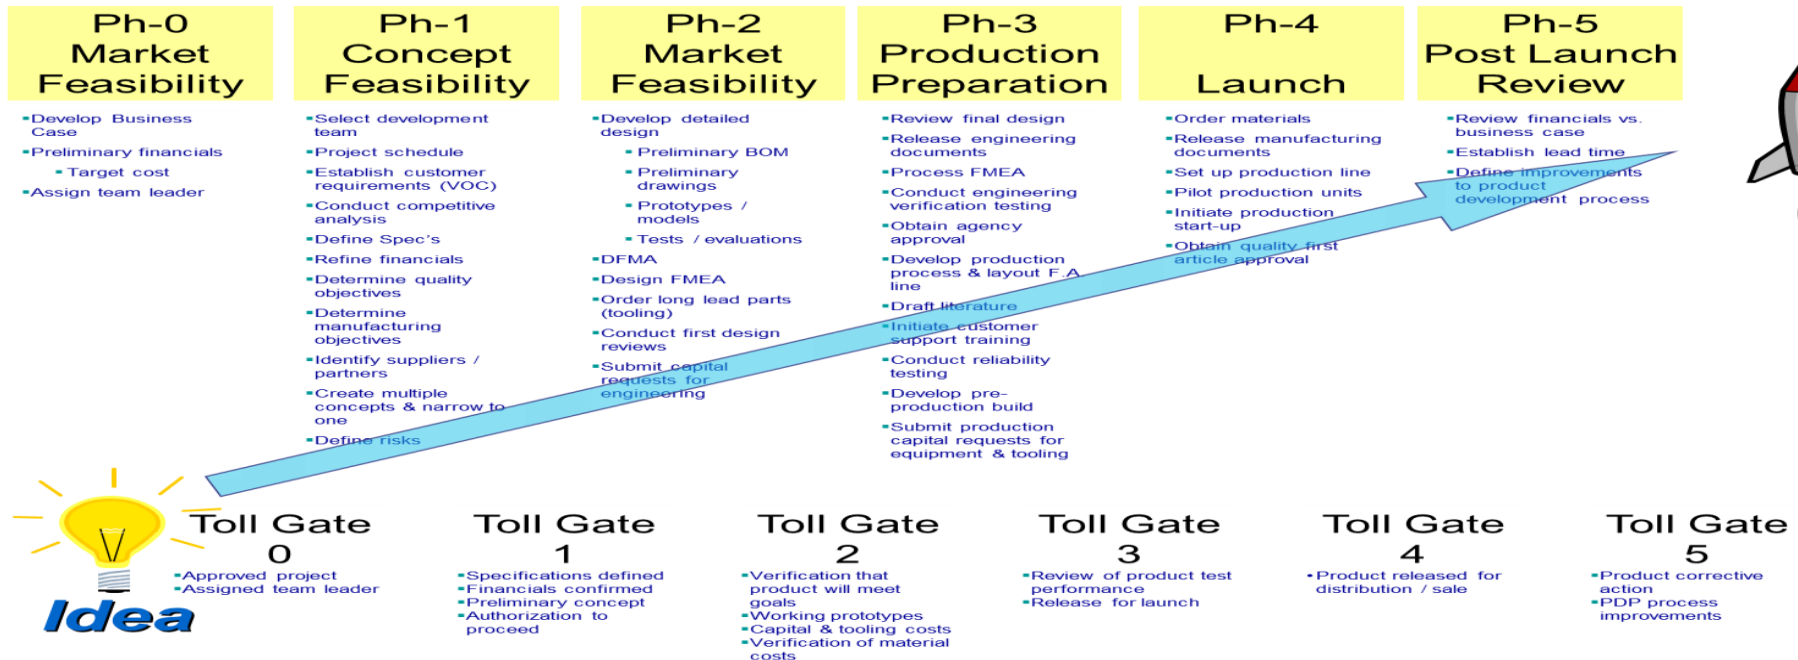 Ph-0
Market
Feasibility
▪Develop Business
Case
▪Preliminary financials
▪ Target cost
▪Assign team leader
Ph-1
Concept
Feasibility
▪Select development
team
▪Project schedule
▪Establish customer
requirements (VOC)
▪Conduct competitive
analysis
▪Define Spec's
▪Refine financials
▪Determine quality
objectives
▪Determine
manufacturing
objectives
▪Identify suppliers /
partners
▪Create multiple
concepts & narrow to
one
▪Define risks
Ph-2
Market
Feasibility
▪Develop detailed
design
▪ Preliminary BOM
▪ Preliminary
drawings
▪ Prototypes /
models
▪ Tests / evaluations
▪DFMA
▪Design FMEA
▪Order long lead parts
(tooling)
▪Conduct first design
reviews
▪Submit capital
requests for
engineering
Ph-3
Production
Preparation
▪Review final design
▪Release engineering
documents
▪Process FMEA
▪Conduct engineering
verification testing
▪Obtain agency
approval
▪Develop production
process & layout F.A.
line
▪Draft literature
▪Initiate customer
support training
▪Conduct reliability
testing
▪Develop pre-
production build
▪Submit production
capital requests for
equipment & tooling
Ph-4
Launch
▪Order materials
▪Release manufacturing
documents
▪Set up production line
▪Pilot production units
▪Initiate production
start-up
▪Obtain quality first
article approval
Ph-5
Post Launch
Review
▪Review financials vs.
business case
▪Establish lead time
▪Define improvements
to product
development process
Idea
Toll Gate
0
▪Approved project
▪Assigned team leader
Toll Gate
1
▪Specifications defined
▪Financials confirmed
▪Preliminary concept
▪Authorization to
proceed
Toll Gate
2
▪Verification that
product will meet
goals
▪Working prototypes
▪Capital & tooling costs
▪Verification of material
costs
Toll Gate
3
▪Review of product test
performance
▪Release for launch
Toll Gate
4
•Product released for
distribution / sale
Toll Gate
5
▪Product corrective
action
▪PDP process
improvements